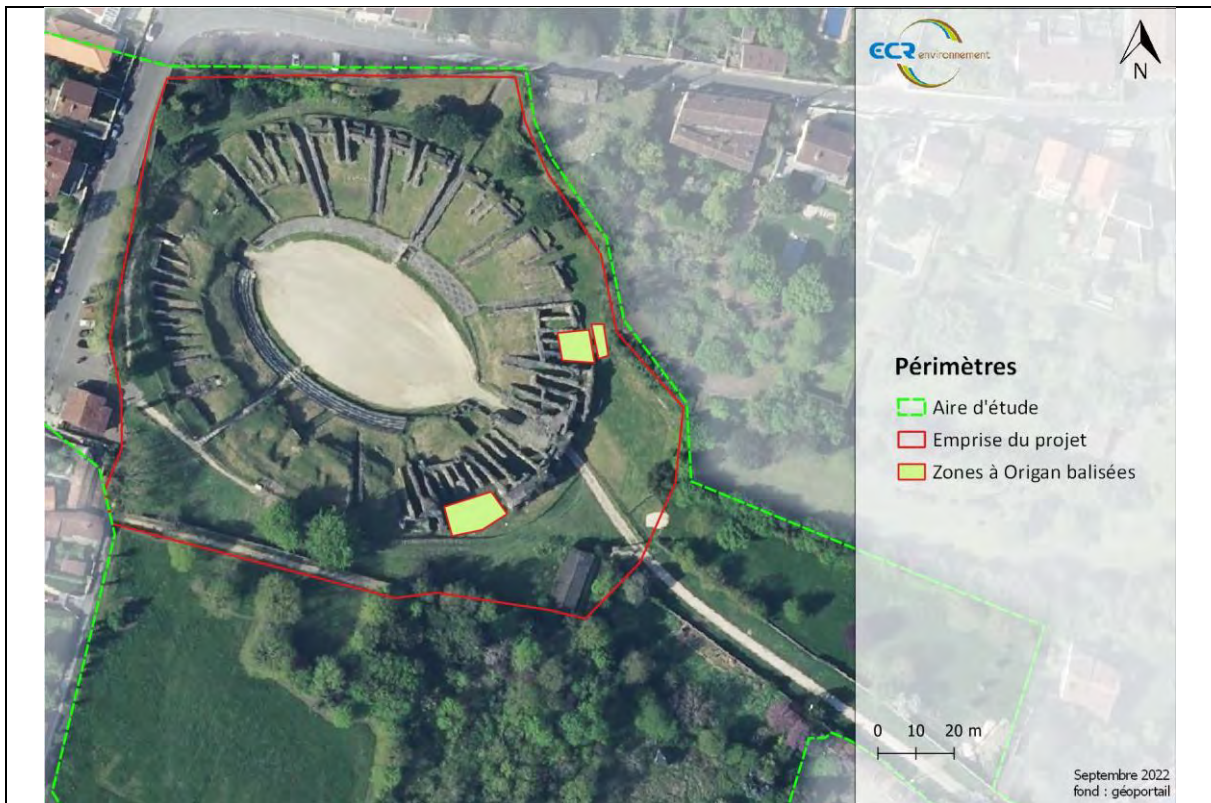 ECR environnement
N
Périmètres
Aire d'étude
Emprise du projet
Zones à Origan balisées
0 10 20 m
Septembre 2022
fond : géoportail